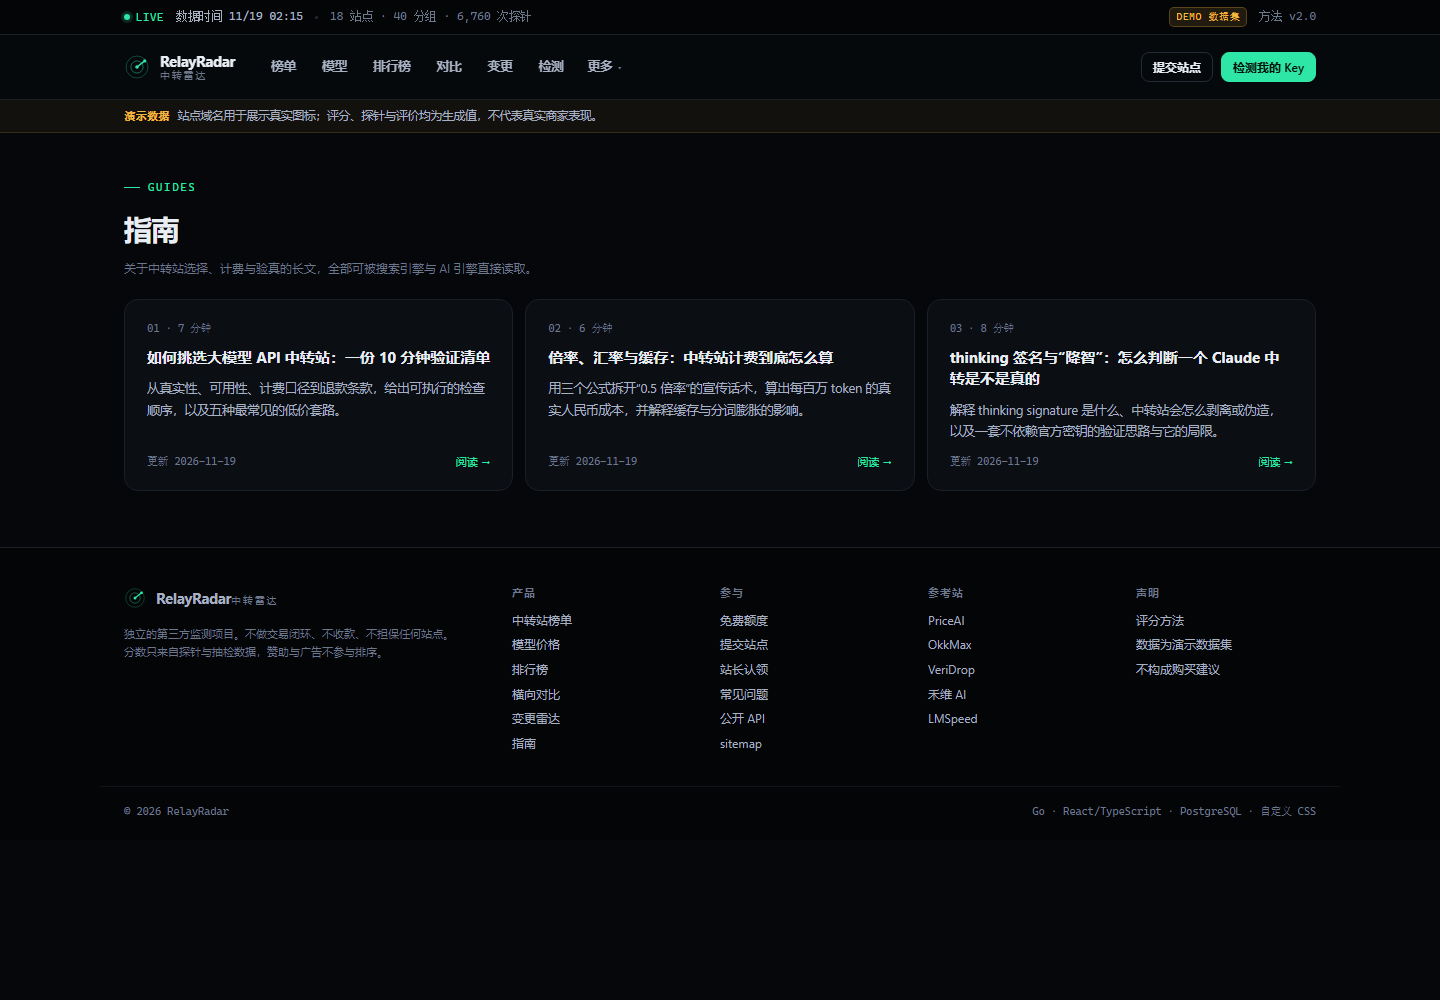 LIVE 数据时间 11/19 02:15 · 18 站点 · 40 分组 · 6,760 次探针
DEMO 数据集 方法 v2.0
RelayRadar
中转雷达
榜单 模型 排行榜 对比 变更 检测 更多
提交站点 检测我的 Key
演示数据 站点域名用于展示真实图标；评分、探针与评价均为生成值，不代表真实商家表现。
GUIDES
指南
关于中转站选择、计费与验真的长文，全部可被搜索引擎与 AI 引擎直接读取。
01 · 7 分钟
如何挑选大模型 API 中转站：一份 10 分钟验证清单
从真实性、可用性、计费口径到退款条款，给出可执行的检查
顺序，以及五种最常见的低价套路。
更新 2026-11-19
阅读 →
02 · 6 分钟
倍率、汇率与缓存：中转站计费到底怎么算
用三个公式拆开“0.5 倍率”的宣传话术，算出每百万 token 的真
实人民币成本，并解释缓存与分词膨胀的影响。
更新 2026-11-19
阅读 →
03 · 8 分钟
thinking 签名与“降智”：怎么判断一个 Claude 中
转是不是真的
解释 thinking signature 是什么、中转站会怎么剥离或伪造，
以及一套不依赖官方密钥的验证思路与它的局限。
更新 2026-11-19
阅读 →
RelayRadar中转雷达
独立的第三方监测项目。不做交易闭环、不收款、不担保任何站点。
分数只来自探针与抽检数据，赞助与广告不参与排序。
产品
中转站榜单
模型价格
排行榜
横向对比
变更雷达
指南
参与
免费额度
提交站点
站长认领
常见问题
公开 API
sitemap
参考站
PriceAI
OkkMax
VeriDrop
禾维 AI
LMSpeed
声明
评分方法
数据为演示数据集
不构成购买建议
© 2026 RelayRadar
Go · React/TypeScript · PostgreSQL · 自定义 CSS